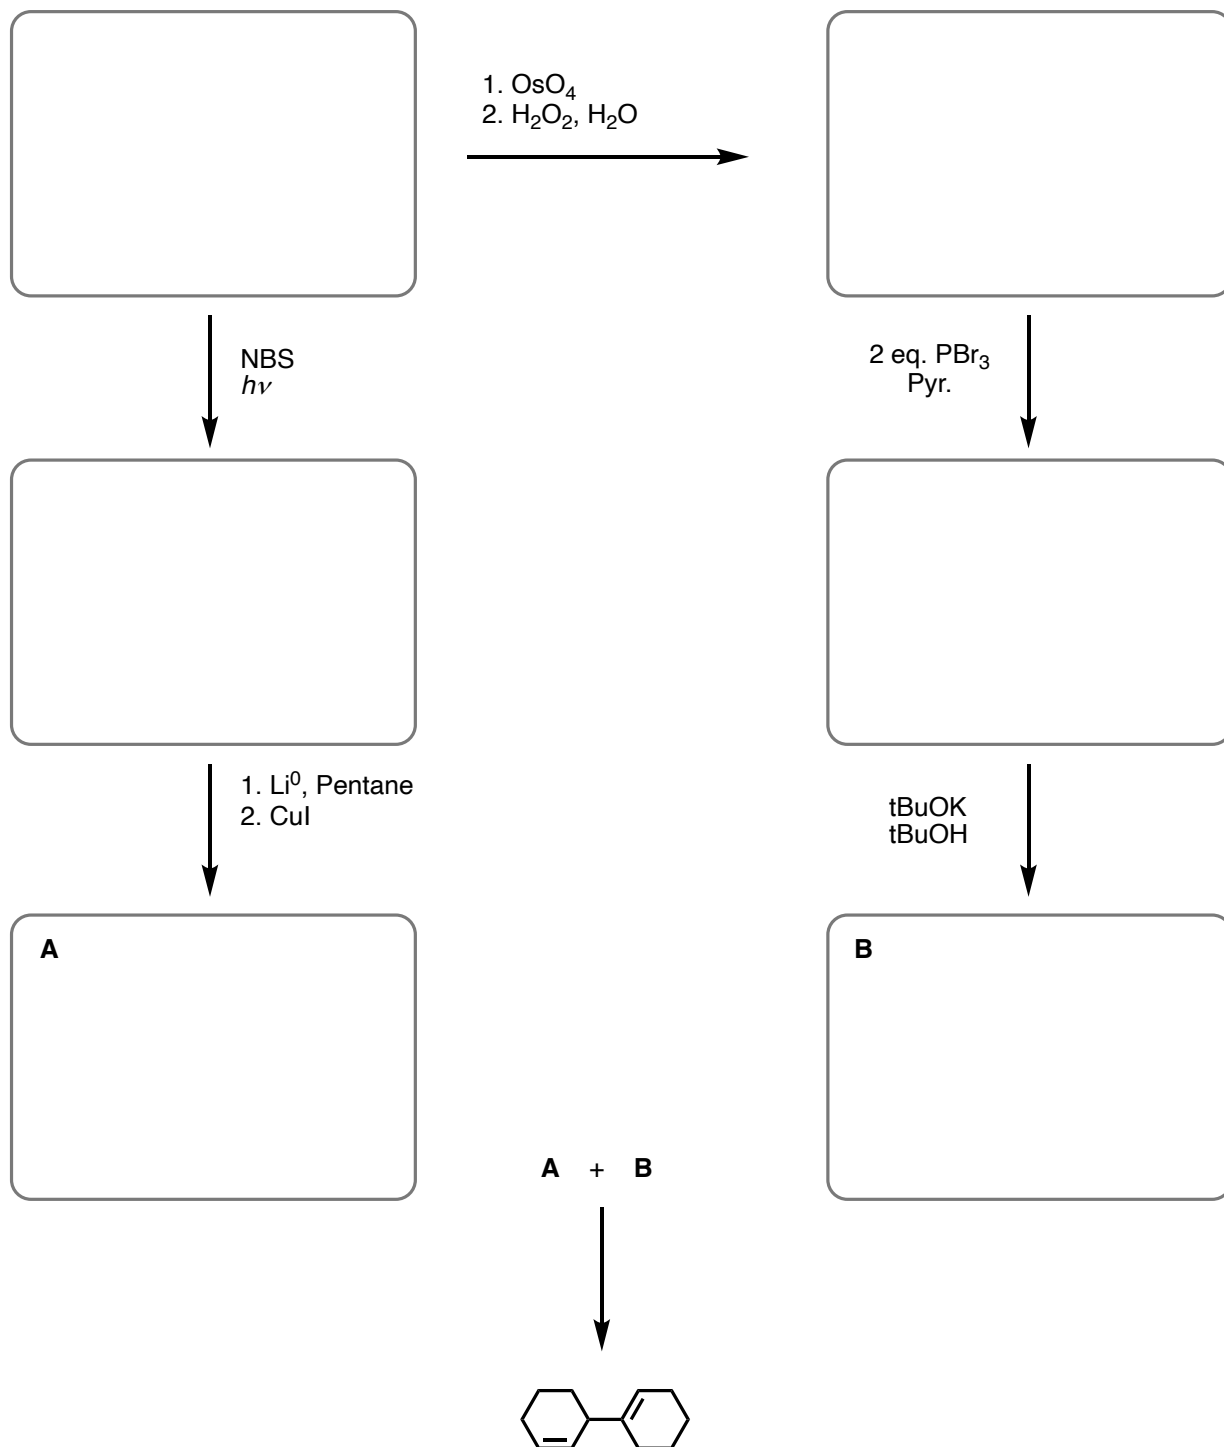 1. OsO₄
2. H₂O₂, H₂O
NBS
hν
2 eq. PBr₃
Pyr.
1. Li⁰, Pentane
2. CuI
tBuOK
tBuOH
A
B
A + B